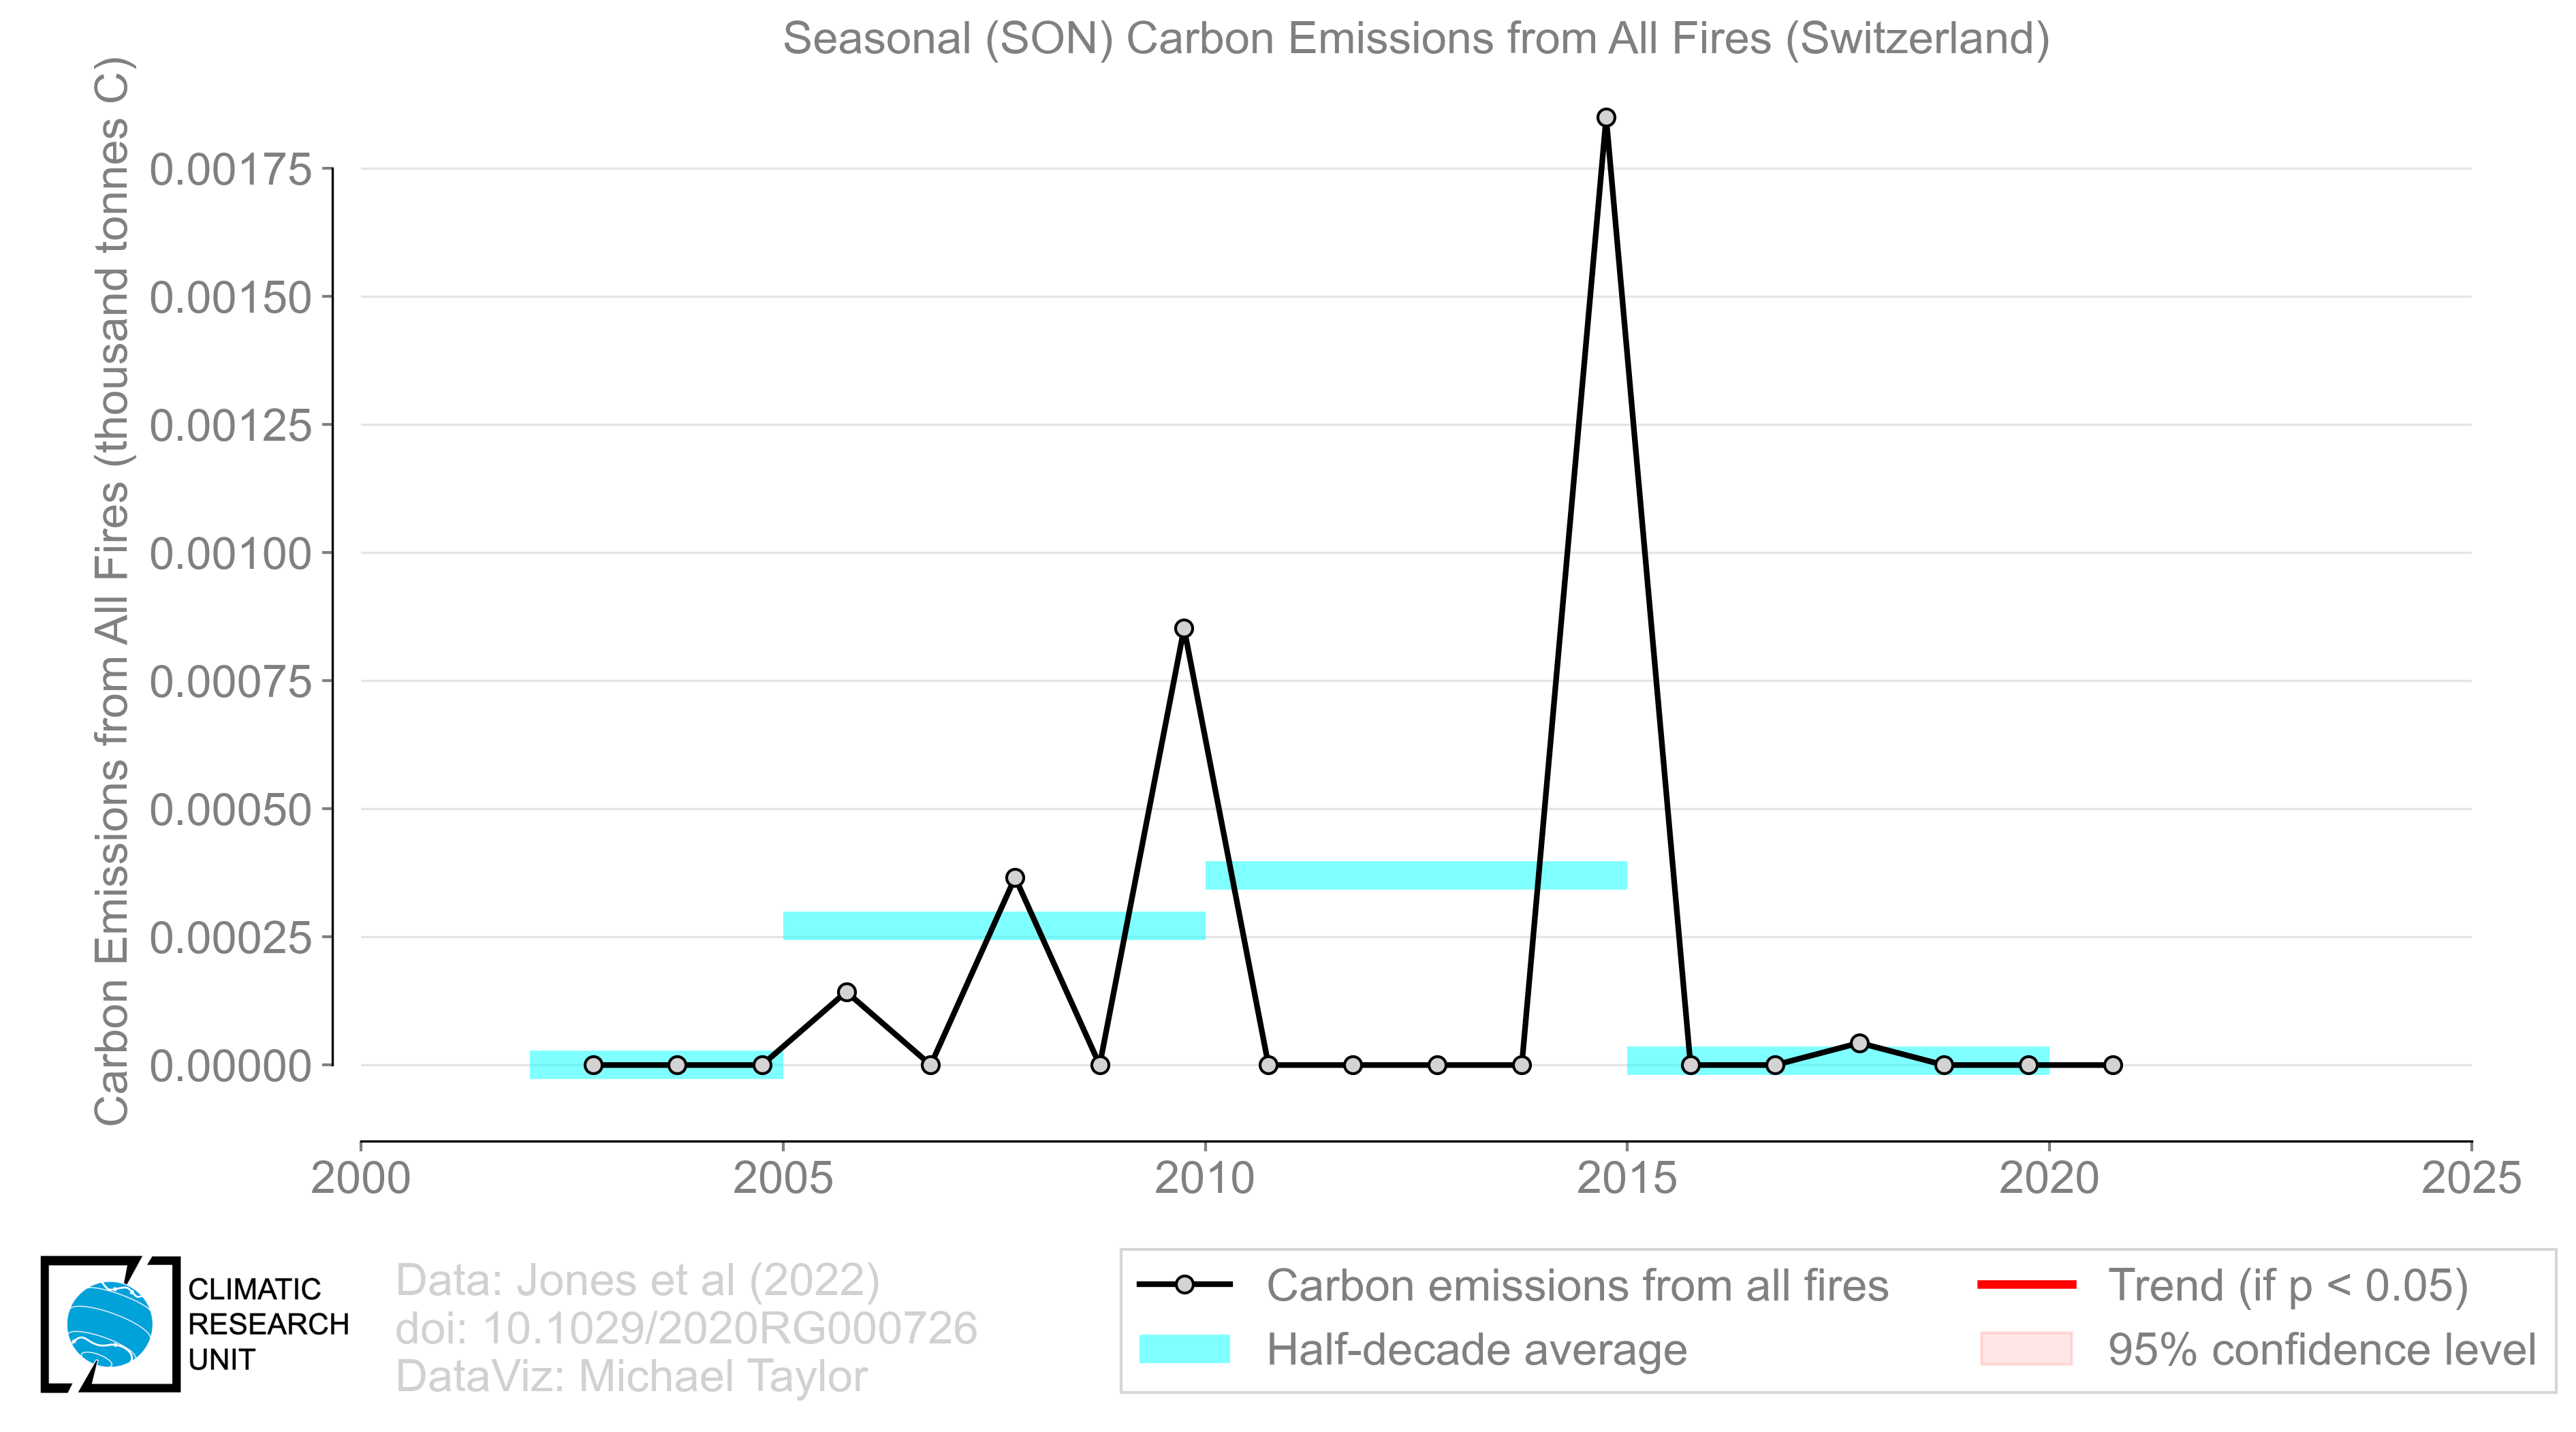 Seasonal (SON) Carbon Emissions from All Fires (Switzerland)
Carbon Emissions from All Fires (thousand tonnes C)
0.00175
0.00150
0.00125
0.00100
0.00075
0.00050
0.00025
0.00000
2000 2005 2010 2015 2020 2025
CLIMATIC
RESEARCH
UNIT
Data: Jones et al (2022)
doi: 10.1029/2020RG000726
DataViz: Michael Taylor
Carbon emissions from all fires
Half-decade average
Trend (if p < 0.05)
95% confidence level